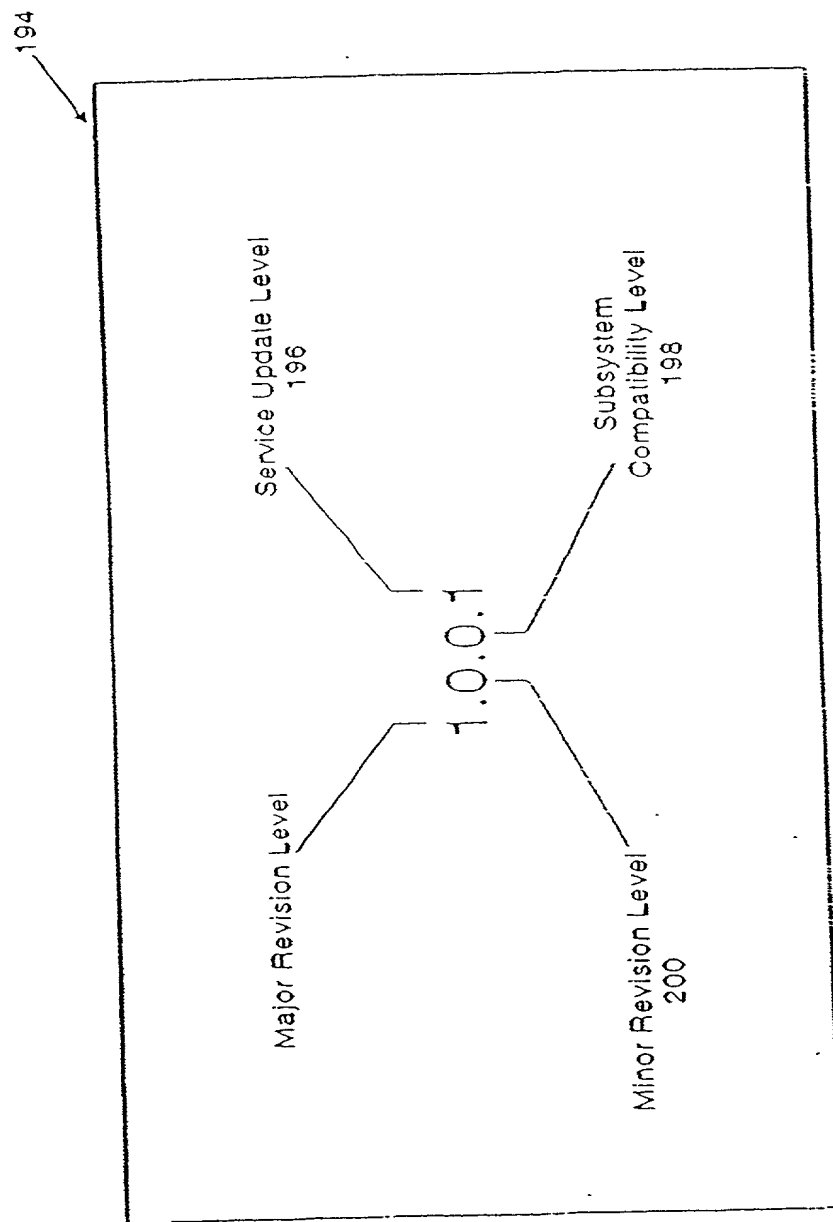 194
Major Revision Level
Service Update Level
196
1.0.0.1
Minor Revision Level
200
Subsystem
Compatibility Level
198